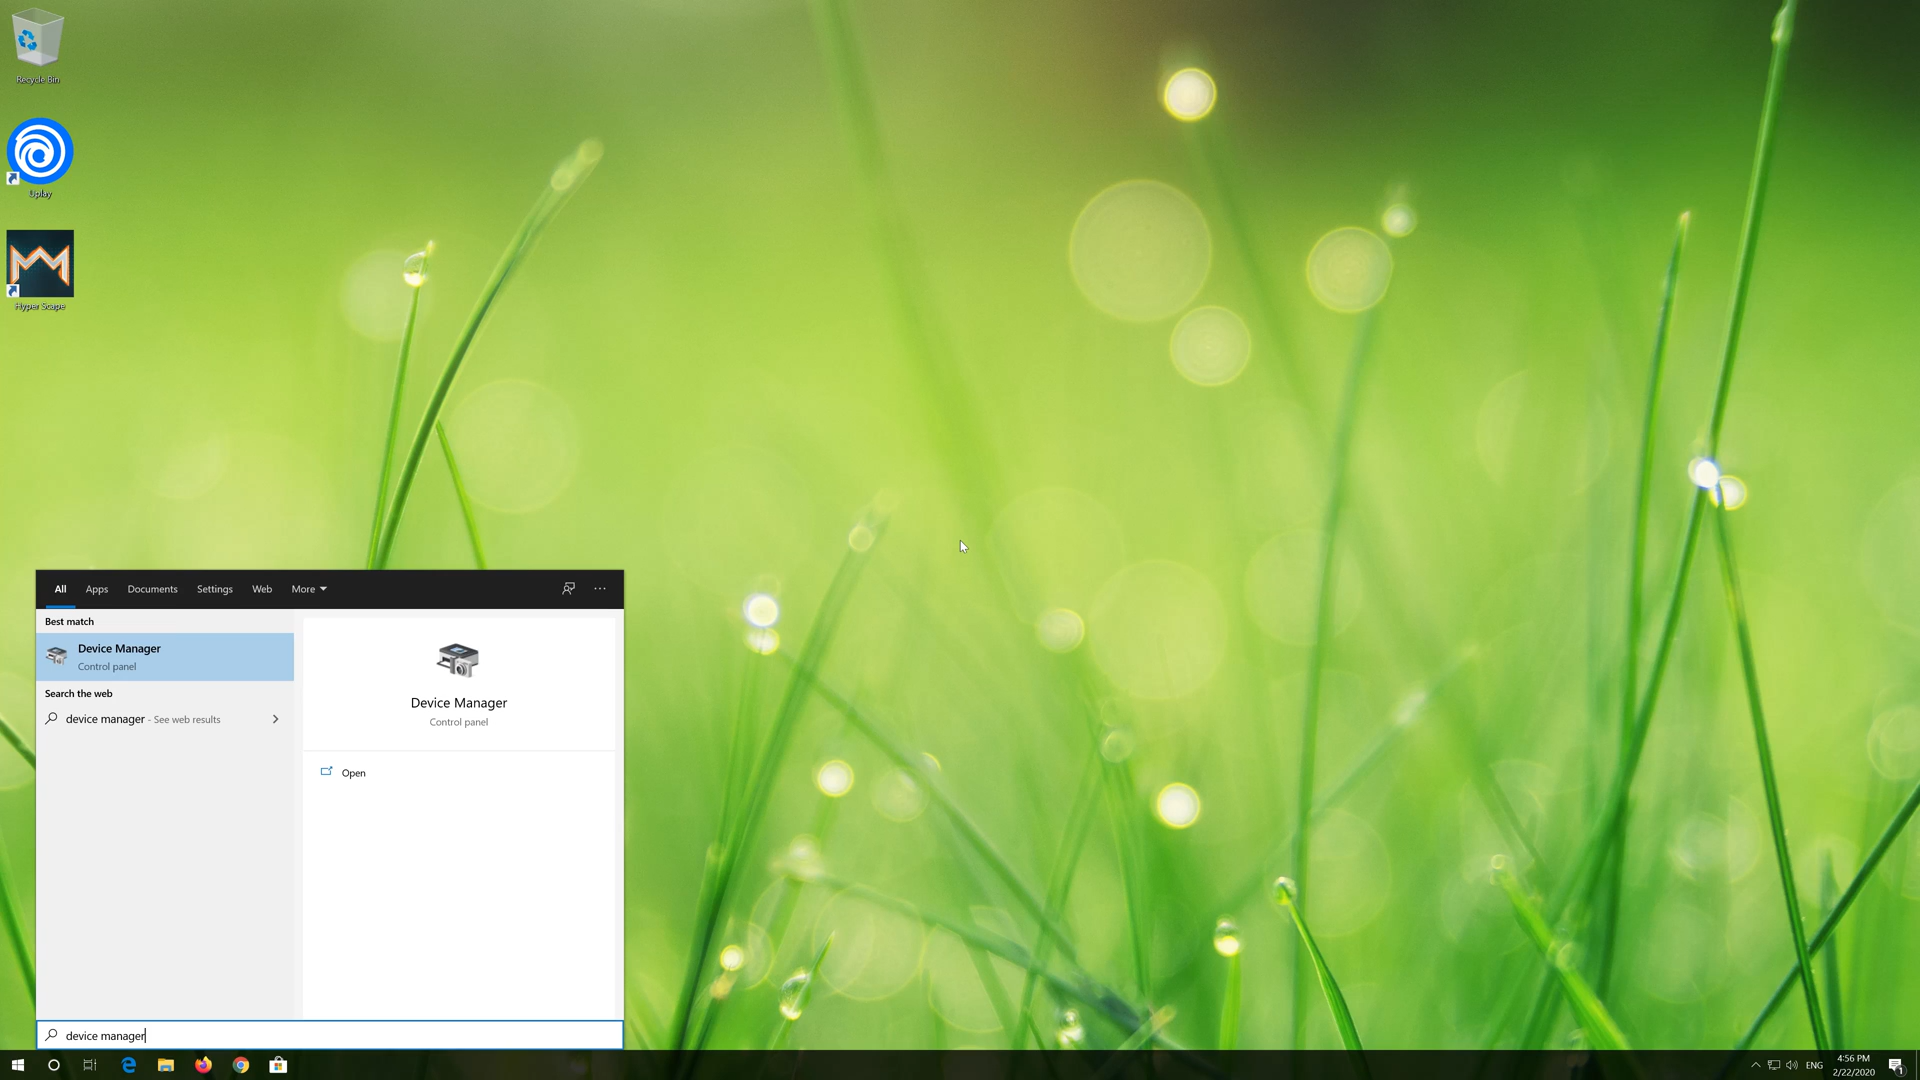 Recycle Bin
Uplay
Hyper Scape
All Apps Documents Settings Web More
Best match
Device Manager
Control panel
Search the web
device manager - See web results
Device Manager
Control panel
Open
device manager
ENG
4:56 PM
2/22/2020
1